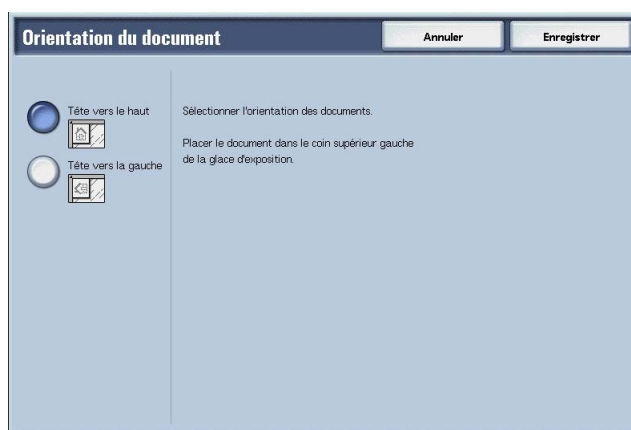 Orientation du document
Annuler
Enregistrer
Tête vers le haut
Tête vers la gauche
Sélectionner l'orientation des documents.
Placer le document dans le coin supérieur gauche
de la glace d'exposition.